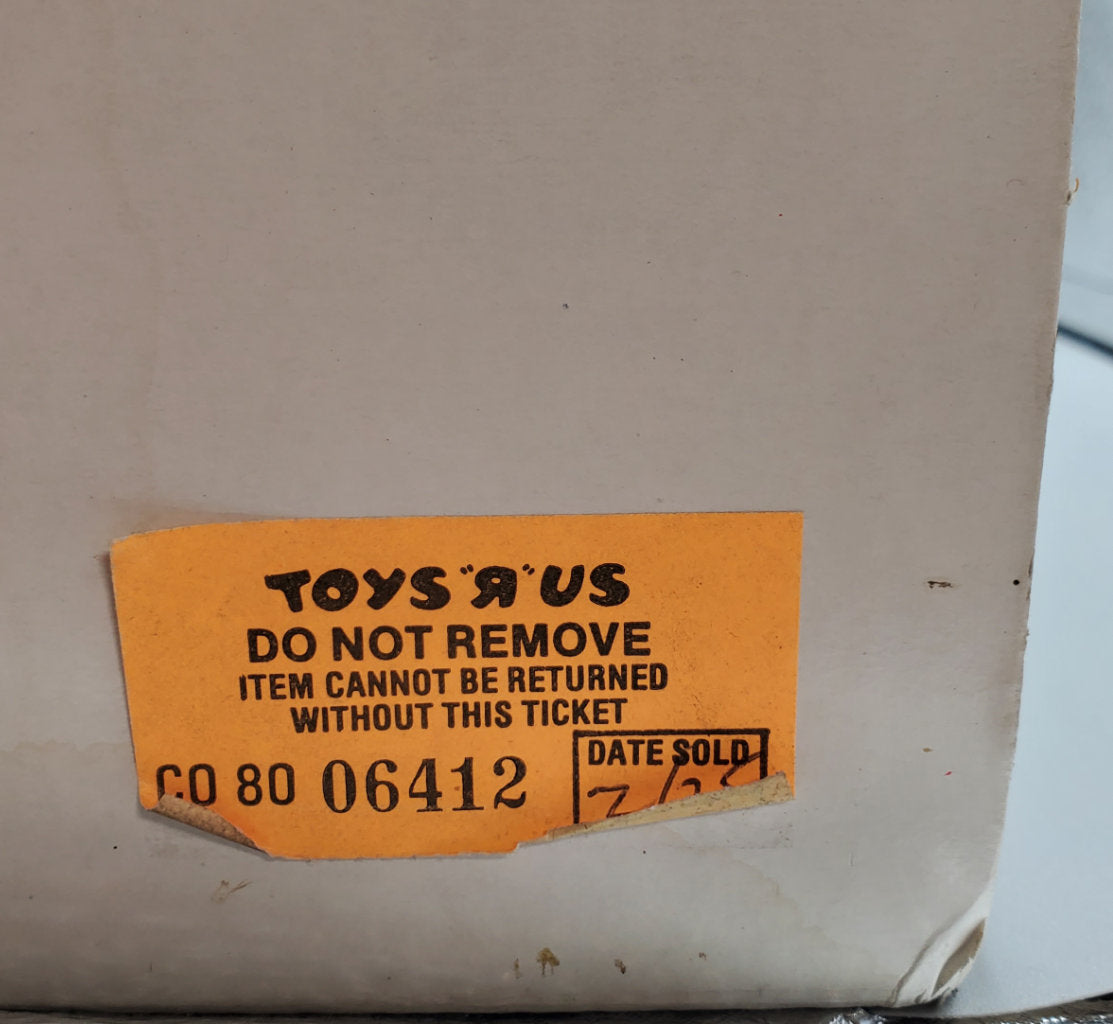 TOYS "R" US
DO NOT REMOVE
ITEM CANNOT BE RETURNED
WITHOUT THIS TICKET
CO 80 06412
DATE SOLD